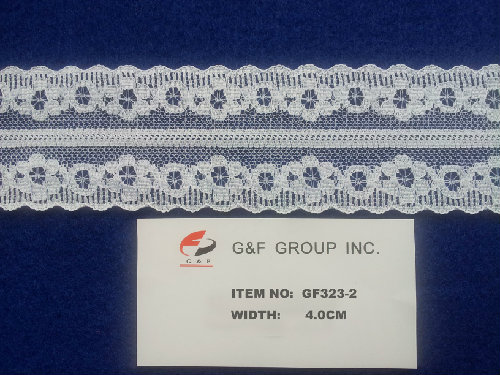 G&F GROUP INC.
G & F
ITEM NO: GF323-2
WIDTH: 4.0CM